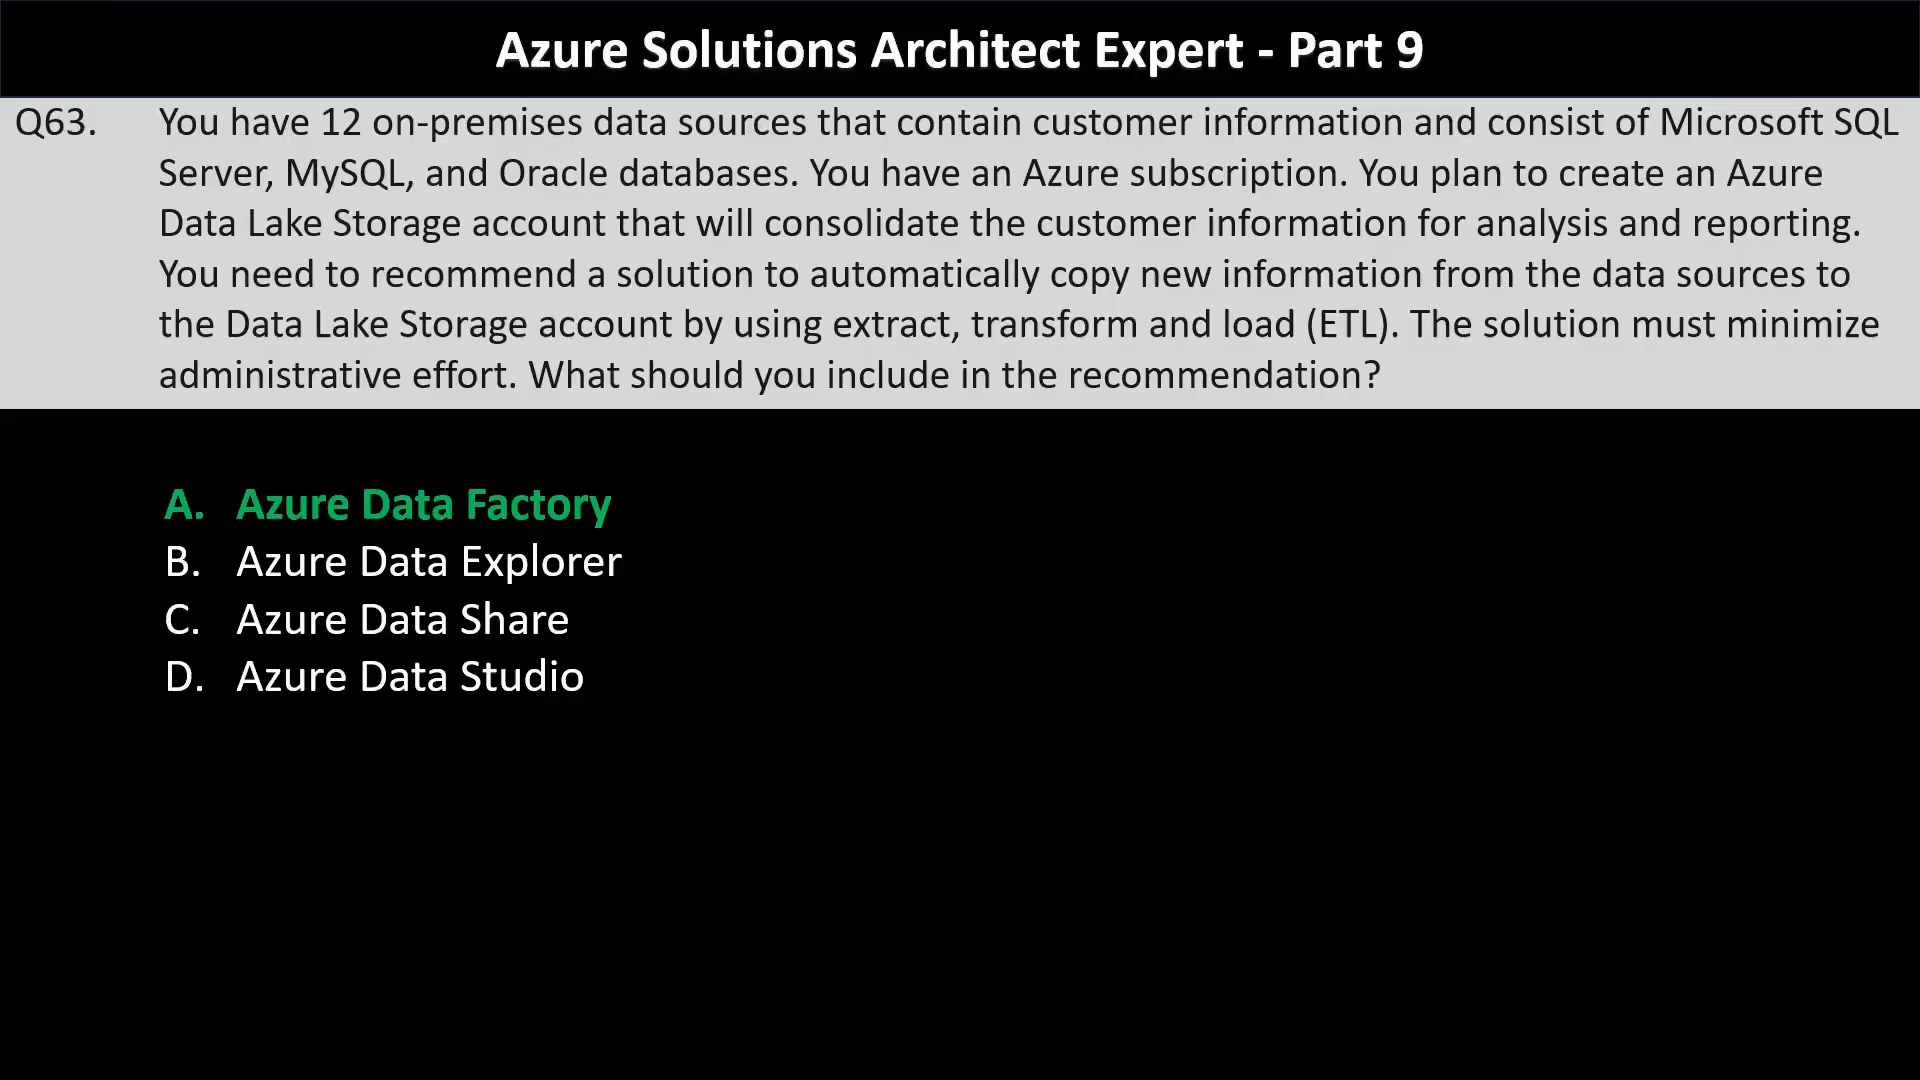 Azure Solutions Architect Expert - Part 9
Q63. You have 12 on-premises data sources that contain customer information and consist of Microsoft SQL
Server, MySQL, and Oracle databases. You have an Azure subscription. You plan to create an Azure
Data Lake Storage account that will consolidate the customer information for analysis and reporting.
You need to recommend a solution to automatically copy new information from the data sources to
the Data Lake Storage account by using extract, transform and load (ETL). The solution must minimize
administrative effort. What should you include in the recommendation?
A. Azure Data Factory
B. Azure Data Explorer
C. Azure Data Share
D. Azure Data Studio